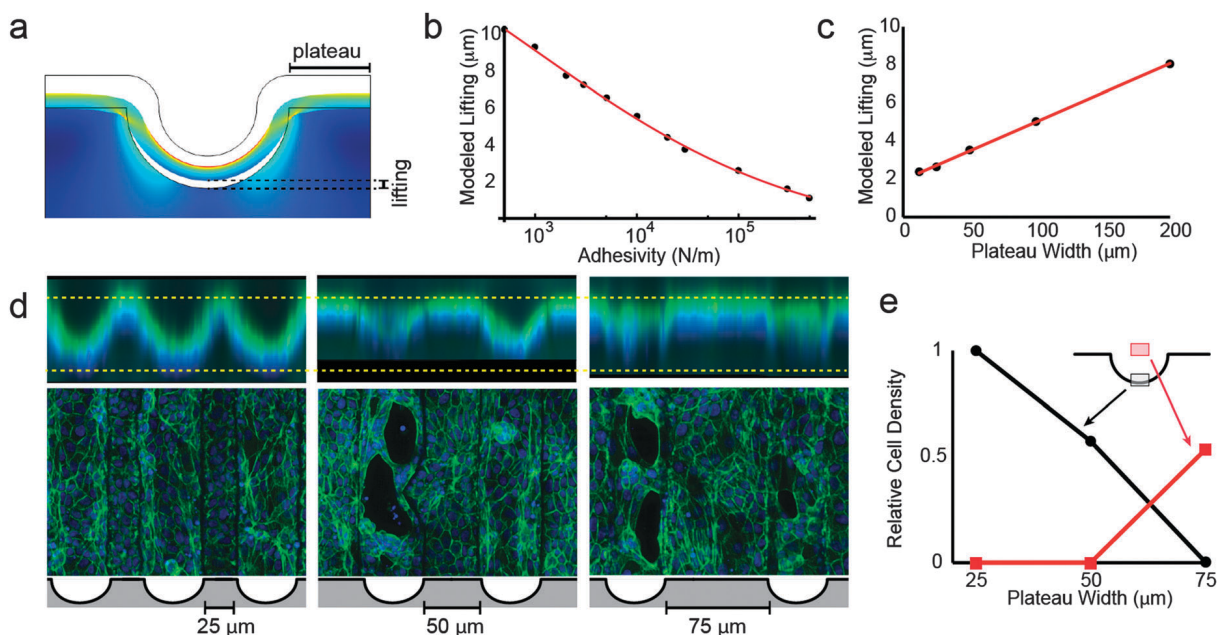 a
plateau
lifting
b
Modeled Lifting (μm)
10
8
6
4
2
10³
10⁴
10⁵
Adhesivity (N/m)
c
Modeled Lifting (μm)
10
8
6
4
2
0
0
50
100
150
200
Plateau Width (μm)
d
25 μm
50 μm
75 μm
e
Relative Cell Density
1
0.5
0
25
50
75
Plateau Width (μm)